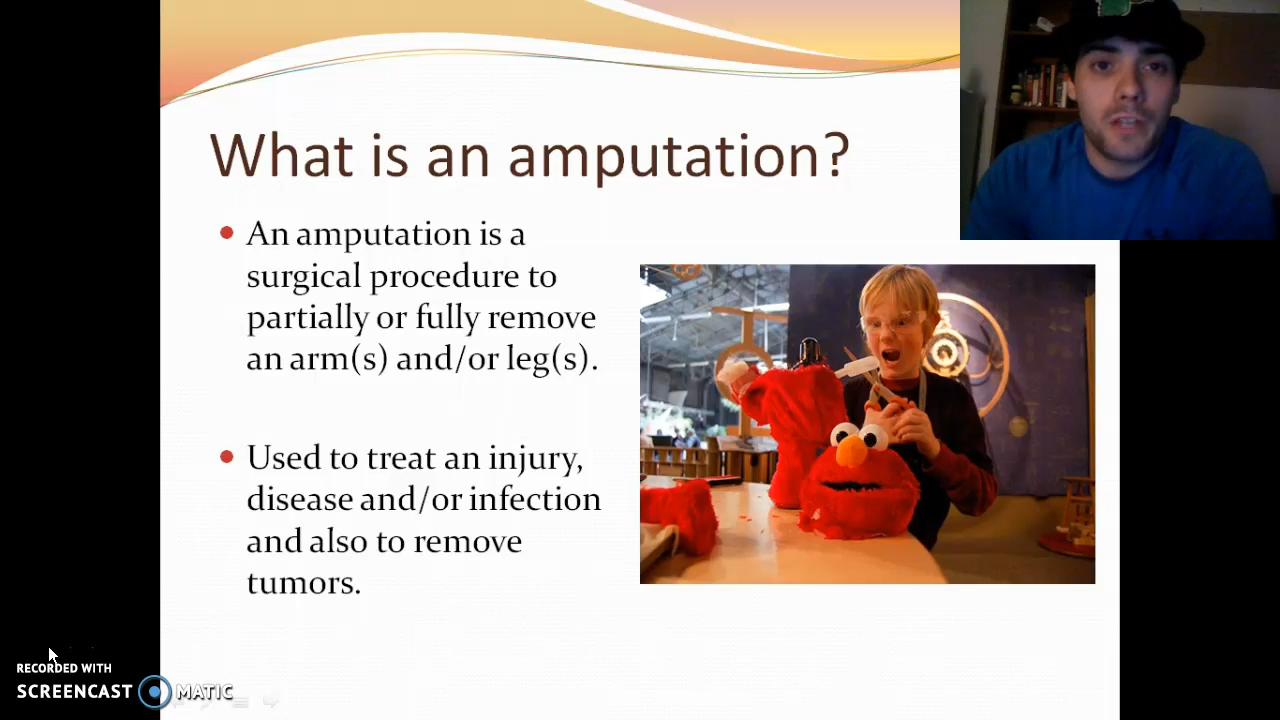 What is an amputation?
An amputation is a
surgical procedure to
partially or fully remove
an arm(s) and/or leg(s).
Used to treat an injury,
disease and/or infection
and also to remove
tumors.
RECORDED WITH
SCREENCAST MATIC